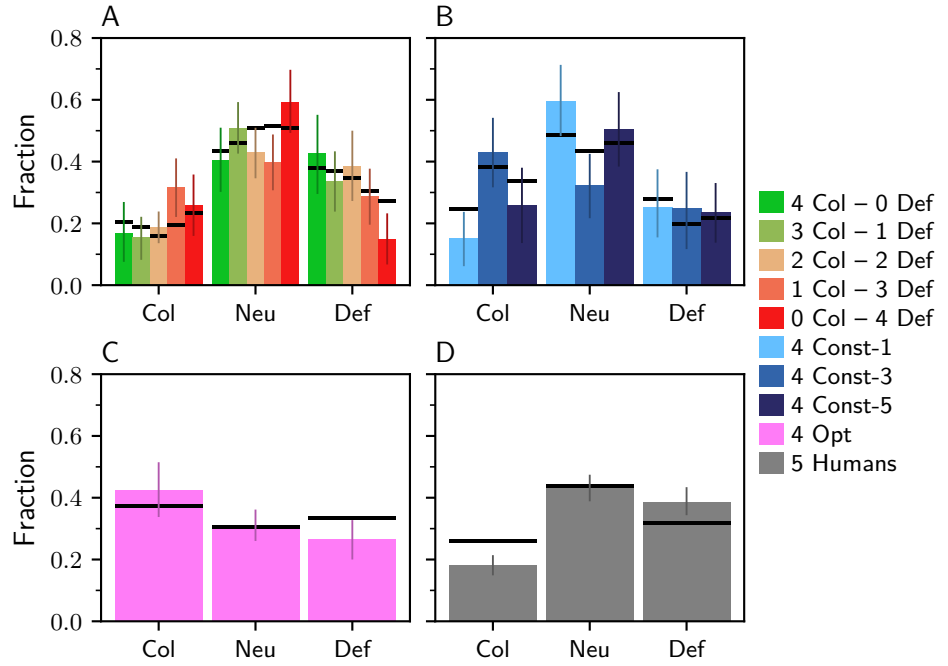 A
B
0.8
0.6
0.4
0.2
0.0
Fraction
Col
Neu
Def
Col
Neu
Def
C
D
0.8
0.6
0.4
0.2
0.0
Fraction
Col
Neu
Def
Col
Neu
Def
4 Col – 0 Def
3 Col – 1 Def
2 Col – 2 Def
1 Col – 3 Def
0 Col – 4 Def
4 Const-1
4 Const-3
4 Const-5
4 Opt
5 Humans